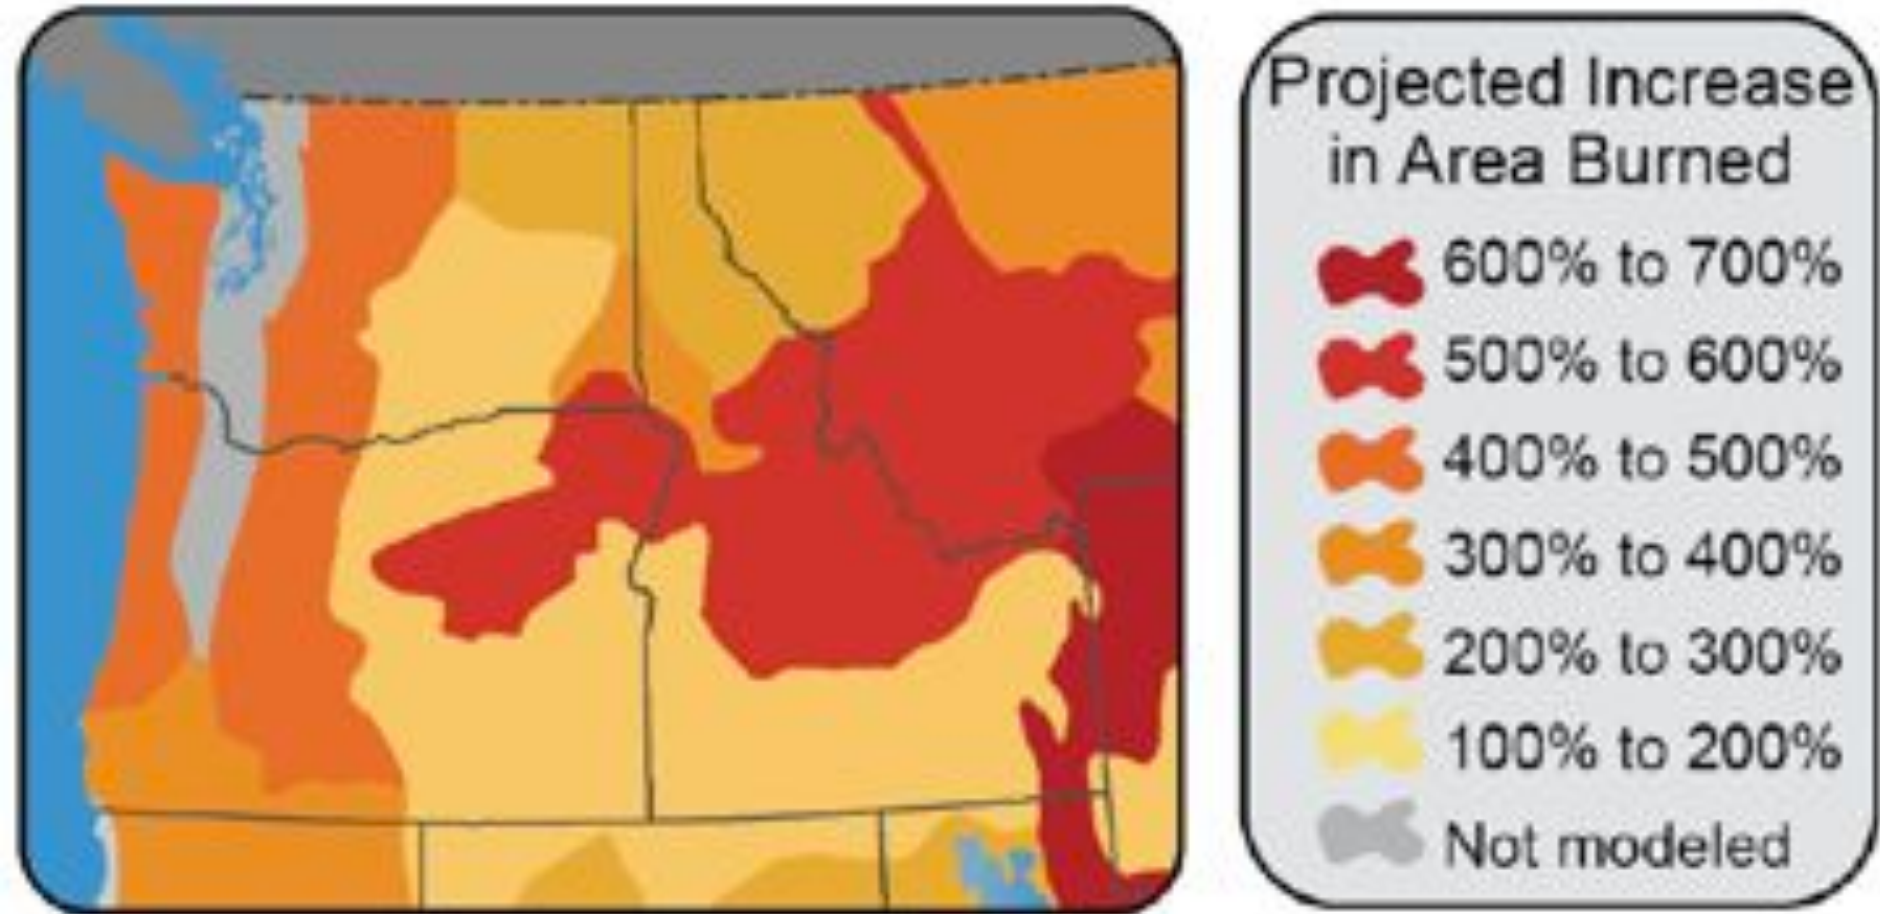 Projected Increase
in Area Burned
600% to 700%
500% to 600%
400% to 500%
300% to 400%
200% to 300%
100% to 200%
Not modeled